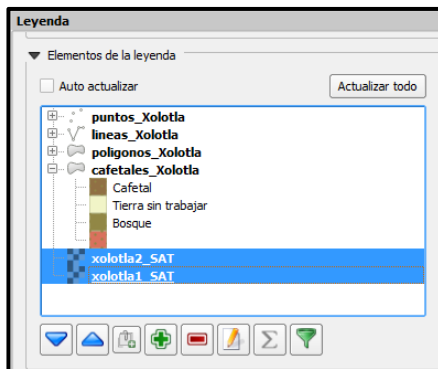 Leyenda
Elementos de la leyenda
Auto actualizar
Actualizar todo
puntos_Xolotla
lineas_Xolotla
poligonos_Xolotla
cafetales_Xolotla
Cafetal
Tierra sin trabajar
Bosque
xolotla2_SAT
xolotla1_SAT
Σ